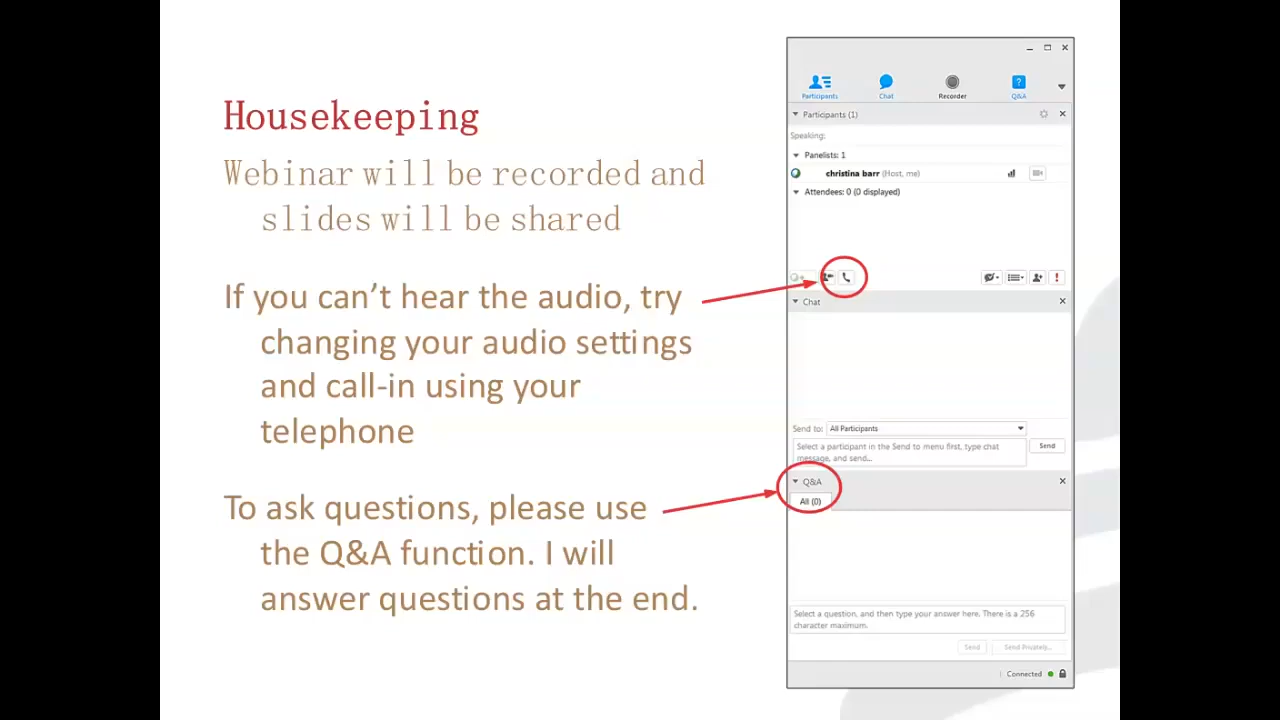 Housekeeping
Webinar will be recorded and
slides will be shared
If you can't hear the audio, try
changing your audio settings
and call-in using your
telephone
To ask questions, please use
the Q&A function. I will
answer questions at the end.
Participants
Chat
Recorder
Q&A
Participants (1)
Speaking:
Panelists: 1
christina barr (Host, me)
Attendees: 0 (0 displayed)
Chat
Send to: All Participants
Select a participant in the Send to menu first, type chat
message, and send...
Send
Q&A
All (0)
Select a question, and then type your answer here. There is a 256
character maximum.
Send
Send Privately...
Connected